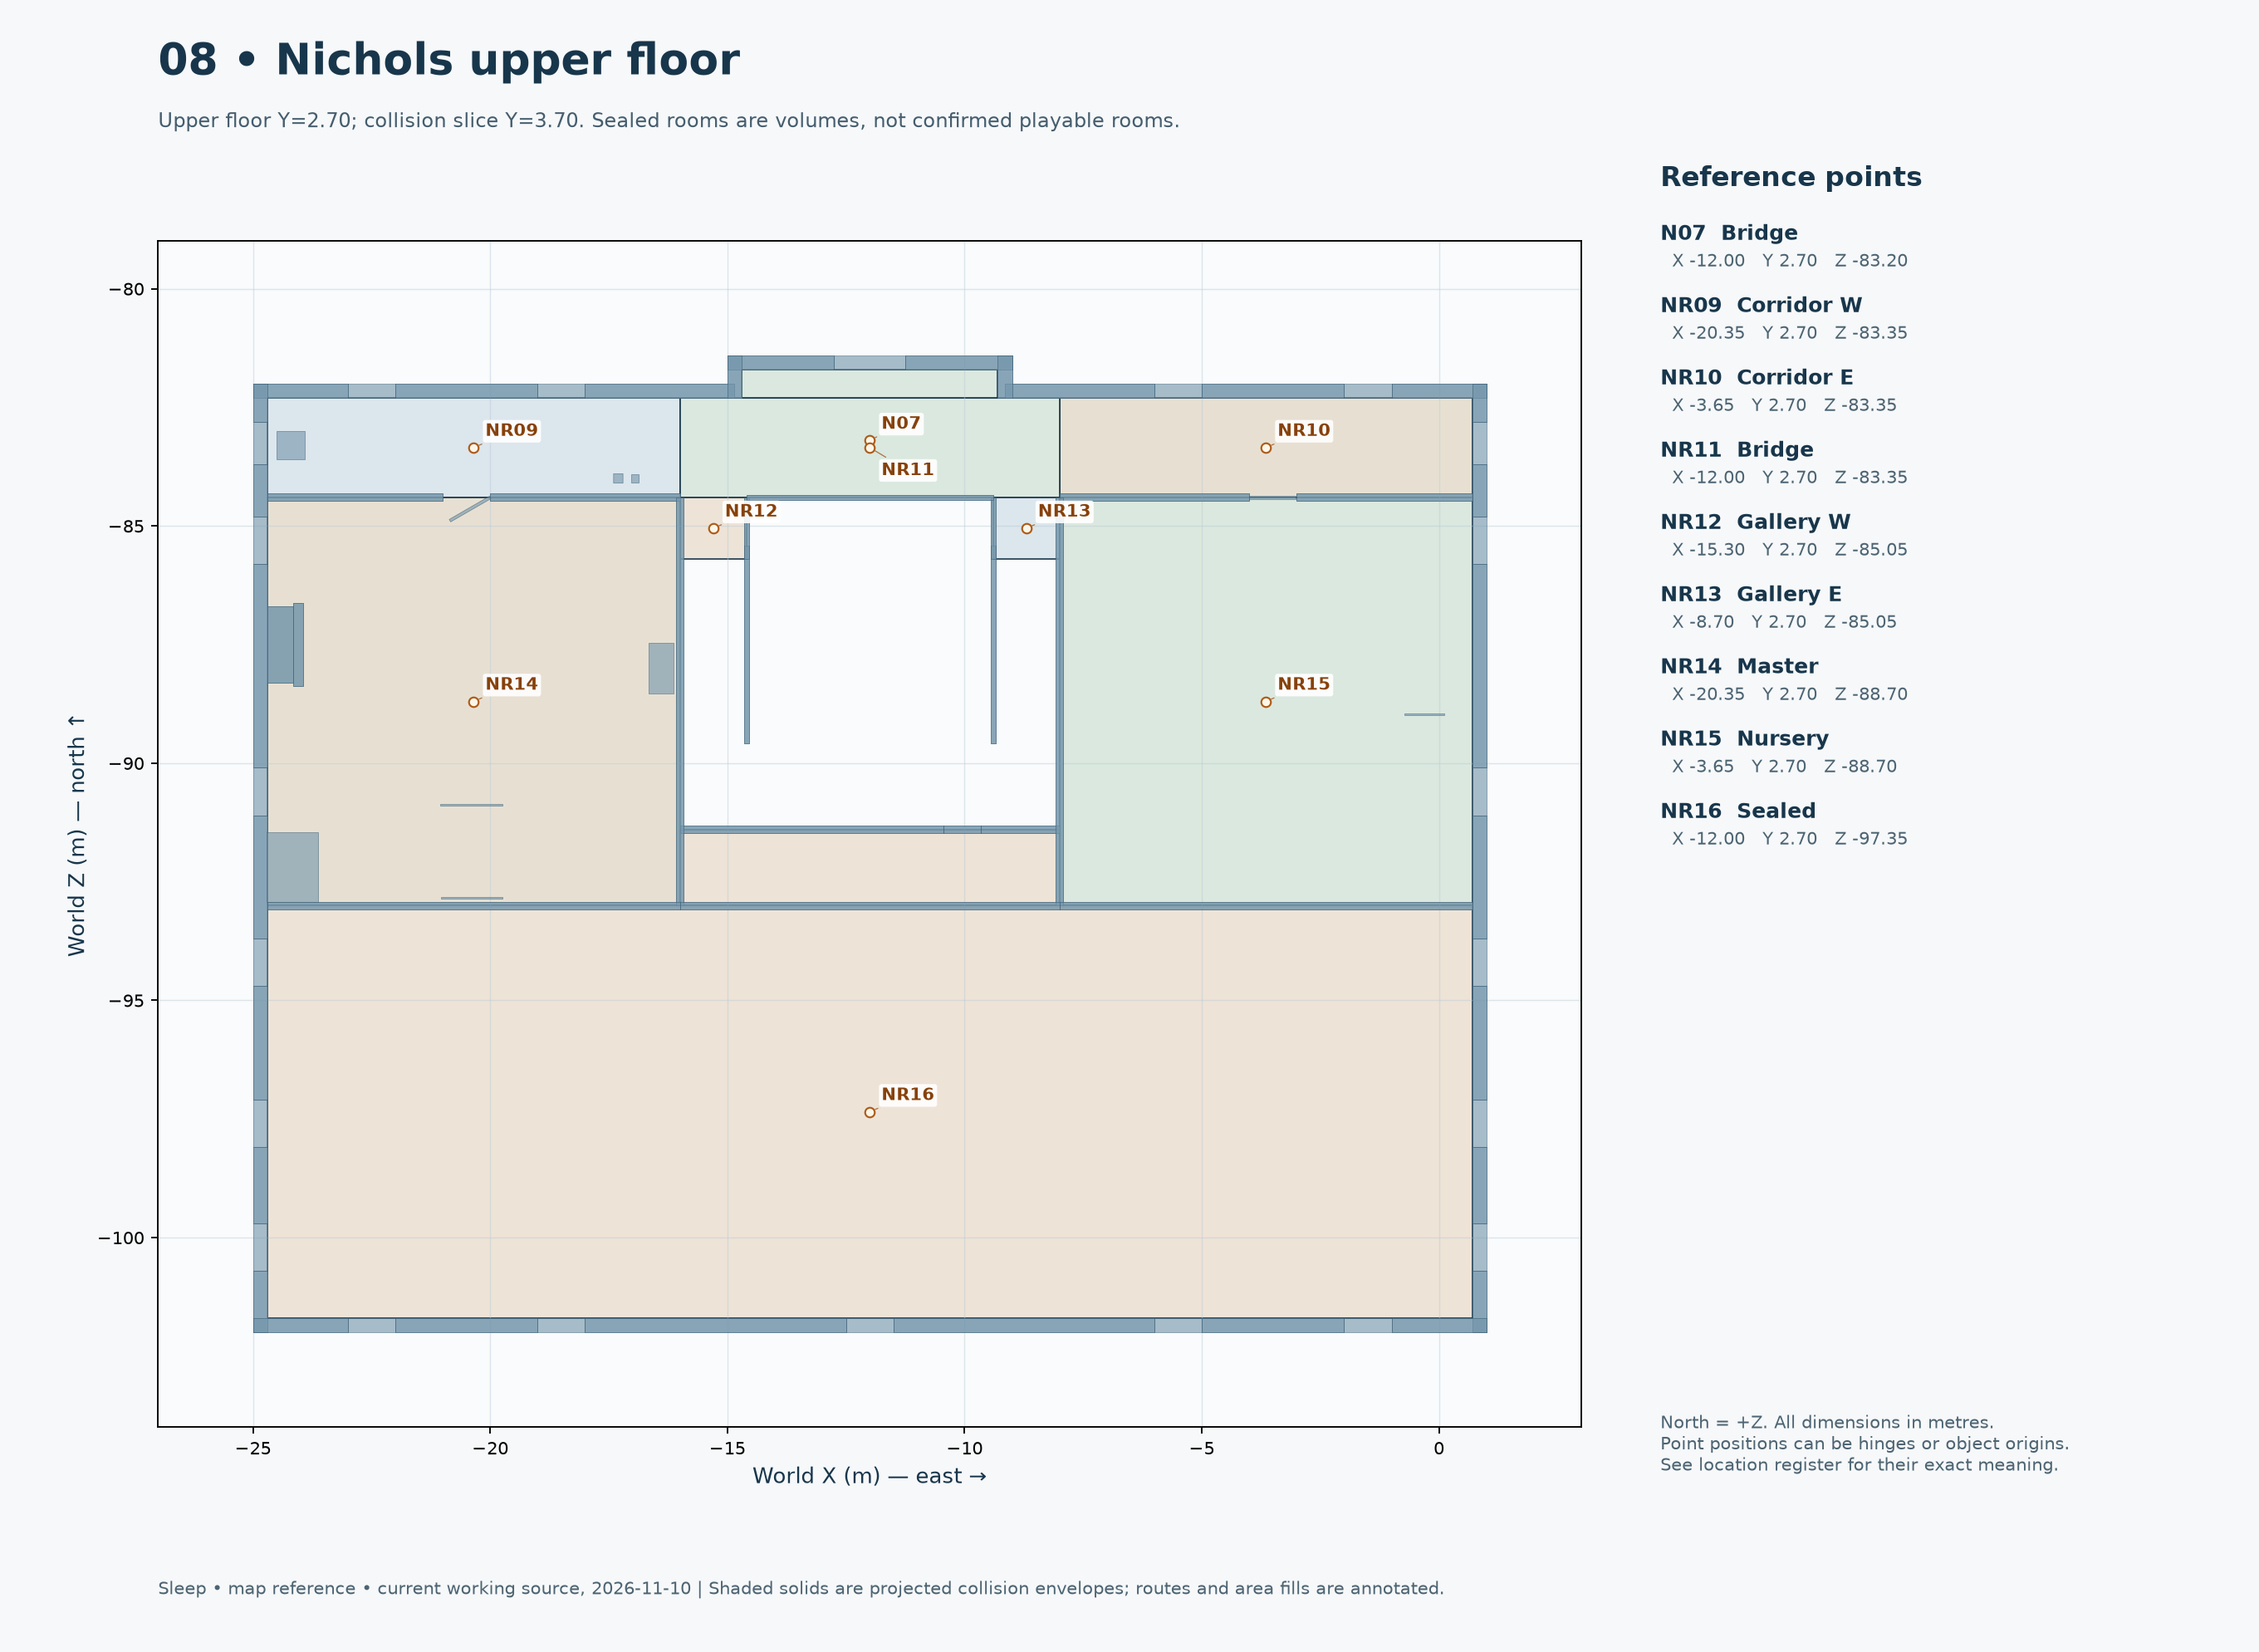 08 • Nichols upper floor
Upper floor Y=2.70; collision slice Y=3.70. Sealed rooms are volumes, not confirmed playable rooms.
Reference points
N07 Bridge
X -12.00 Y 2.70 Z -83.20
NR09 Corridor W
X -20.35 Y 2.70 Z -83.35
NR10 Corridor E
X -3.65 Y 2.70 Z -83.35
NR11 Bridge
X -12.00 Y 2.70 Z -83.35
NR12 Gallery W
X -15.30 Y 2.70 Z -85.05
NR13 Gallery E
X -8.70 Y 2.70 Z -85.05
NR14 Master
X -20.35 Y 2.70 Z -88.70
NR15 Nursery
X -3.65 Y 2.70 Z -88.70
NR16 Sealed
X -12.00 Y 2.70 Z -97.35
−80
−85
−90
−95
−100
World Z (m) — north ↑
N07
NR09
NR10
NR11
NR12
NR13
NR14
NR15
NR16
−25
−20
−15
−10
−5
0
World X (m) — east →
North = +Z. All dimensions in metres.
Point positions can be hinges or object origins.
See location register for their exact meaning.
Sleep • map reference • current working source, 2026-11-10 | Shaded solids are projected collision envelopes; routes and area fills are annotated.